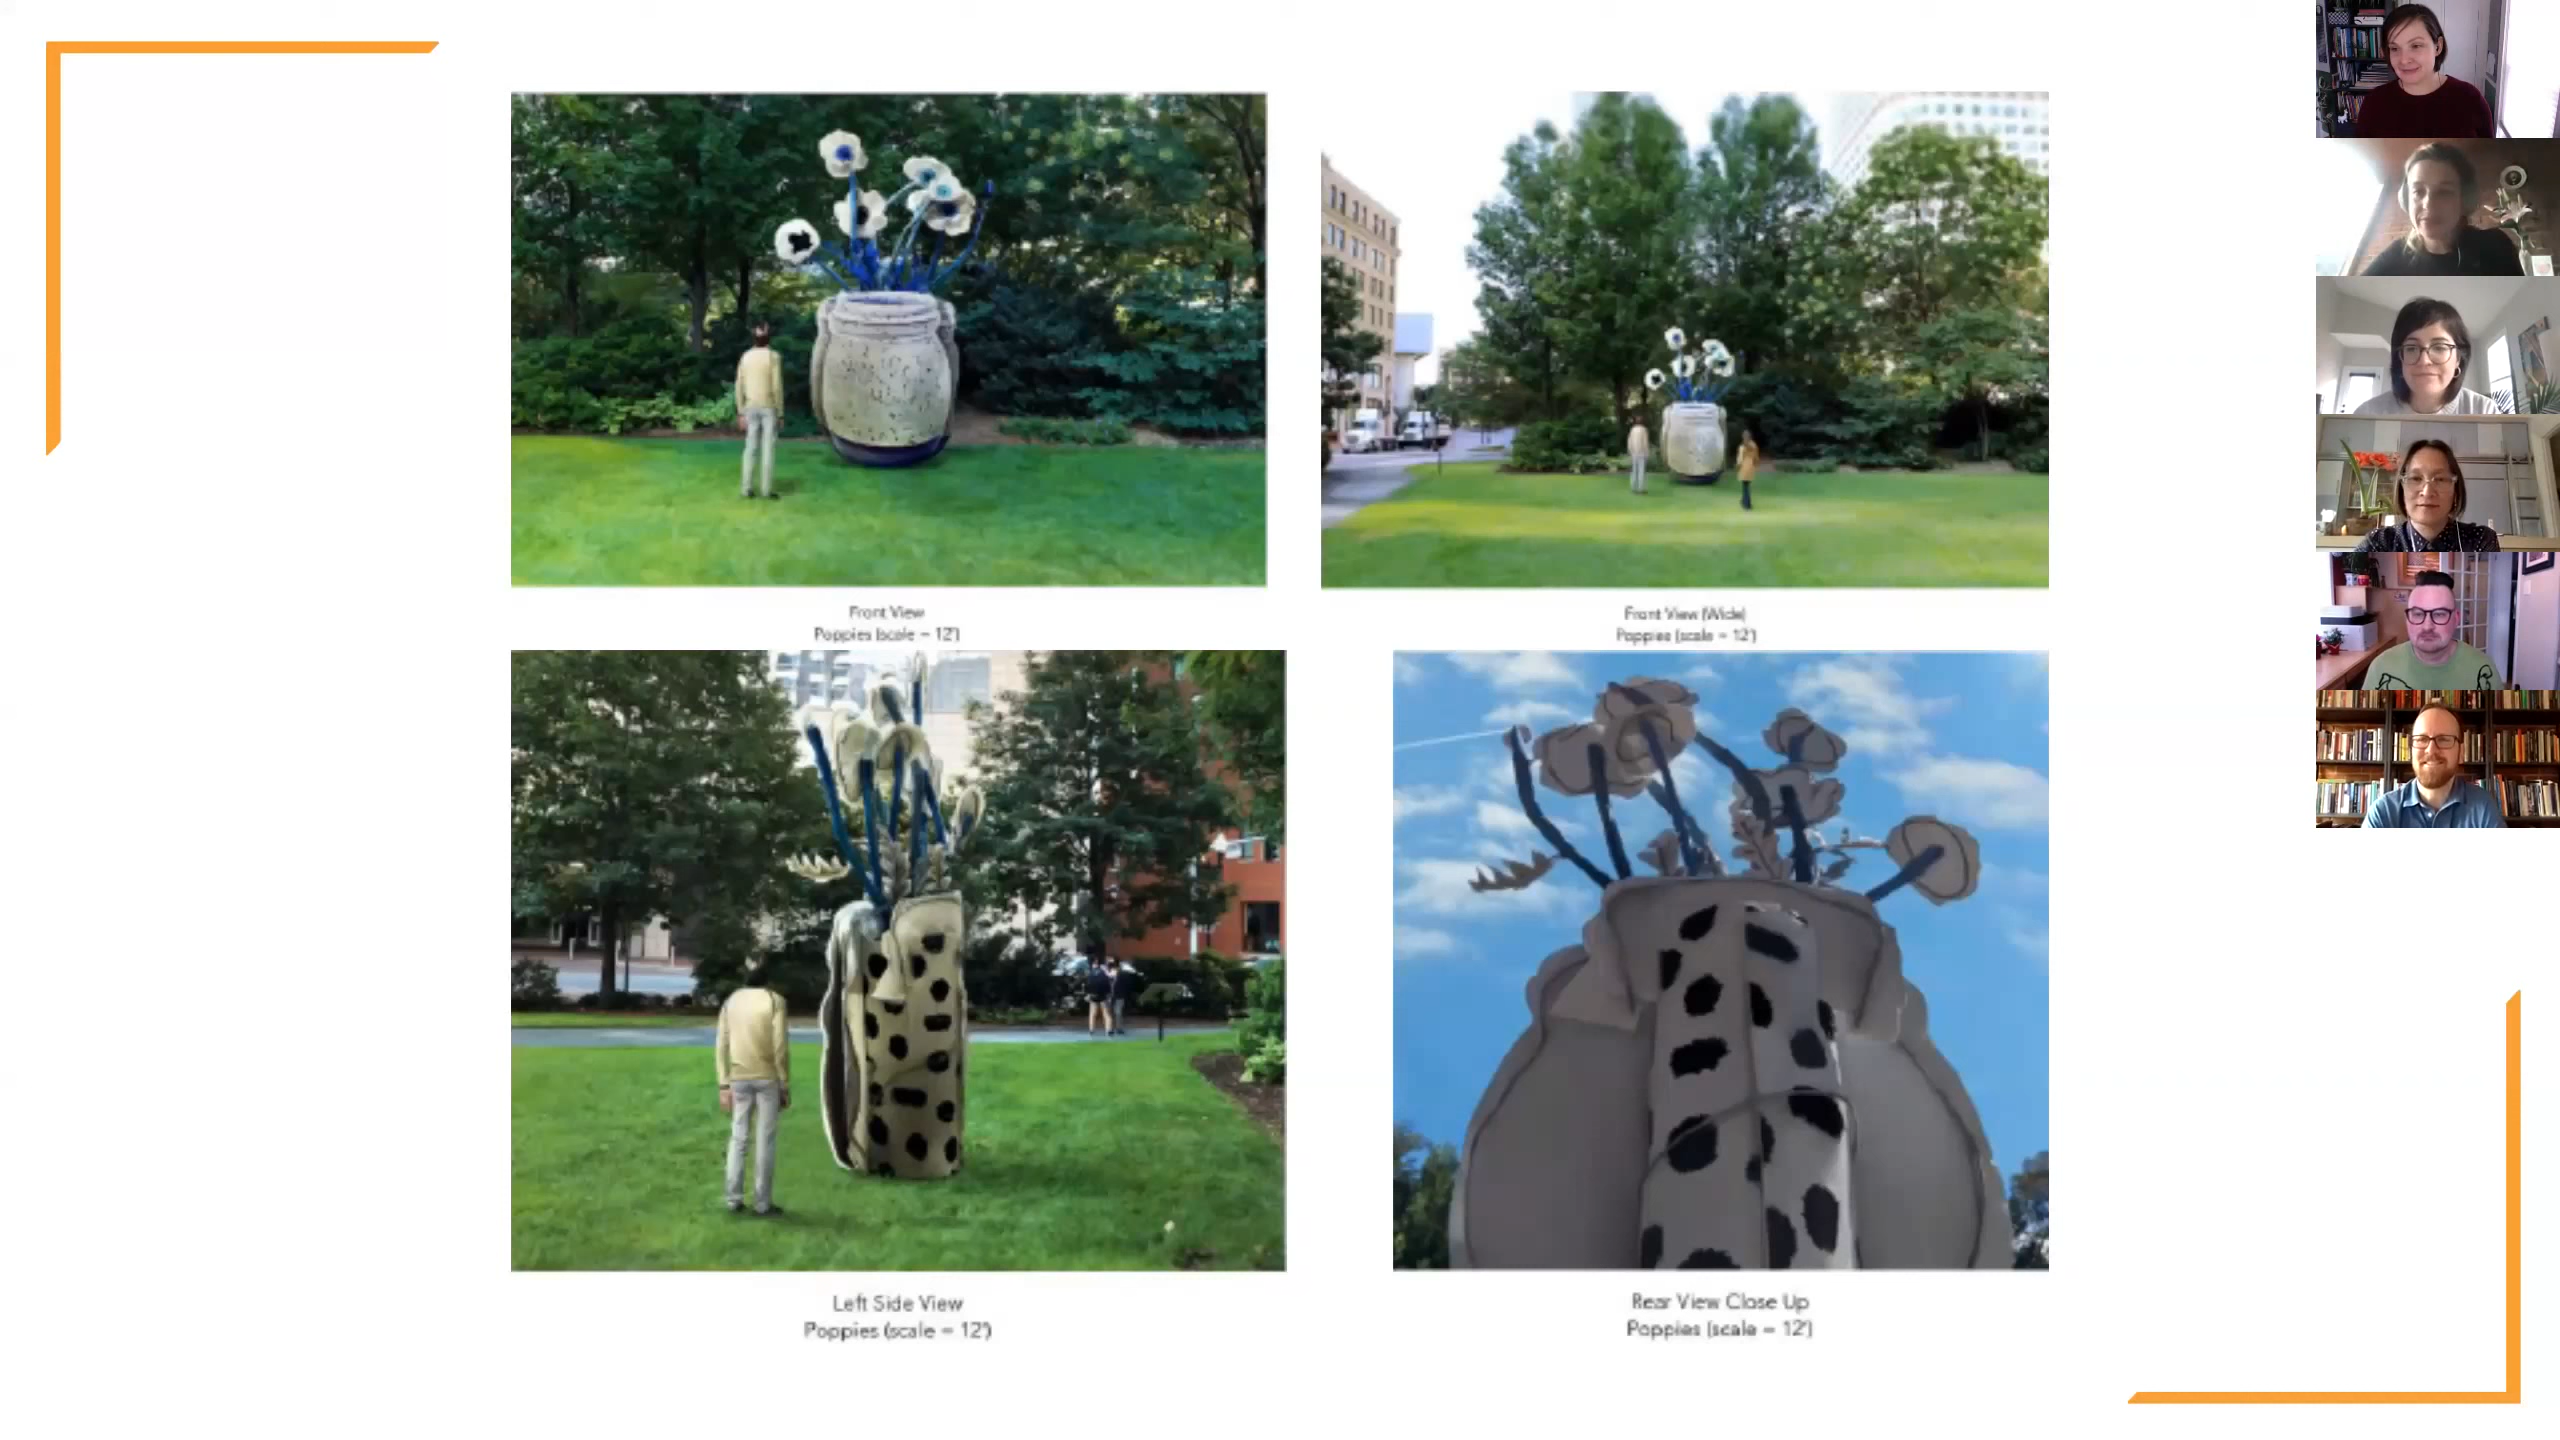 Front View
Poppies (scale = 12')
Front View (Wide)
Poppies (scale = 12')
Left Side View
Poppies (scale = 12')
Rear View Close Up
Poppies (scale = 12')